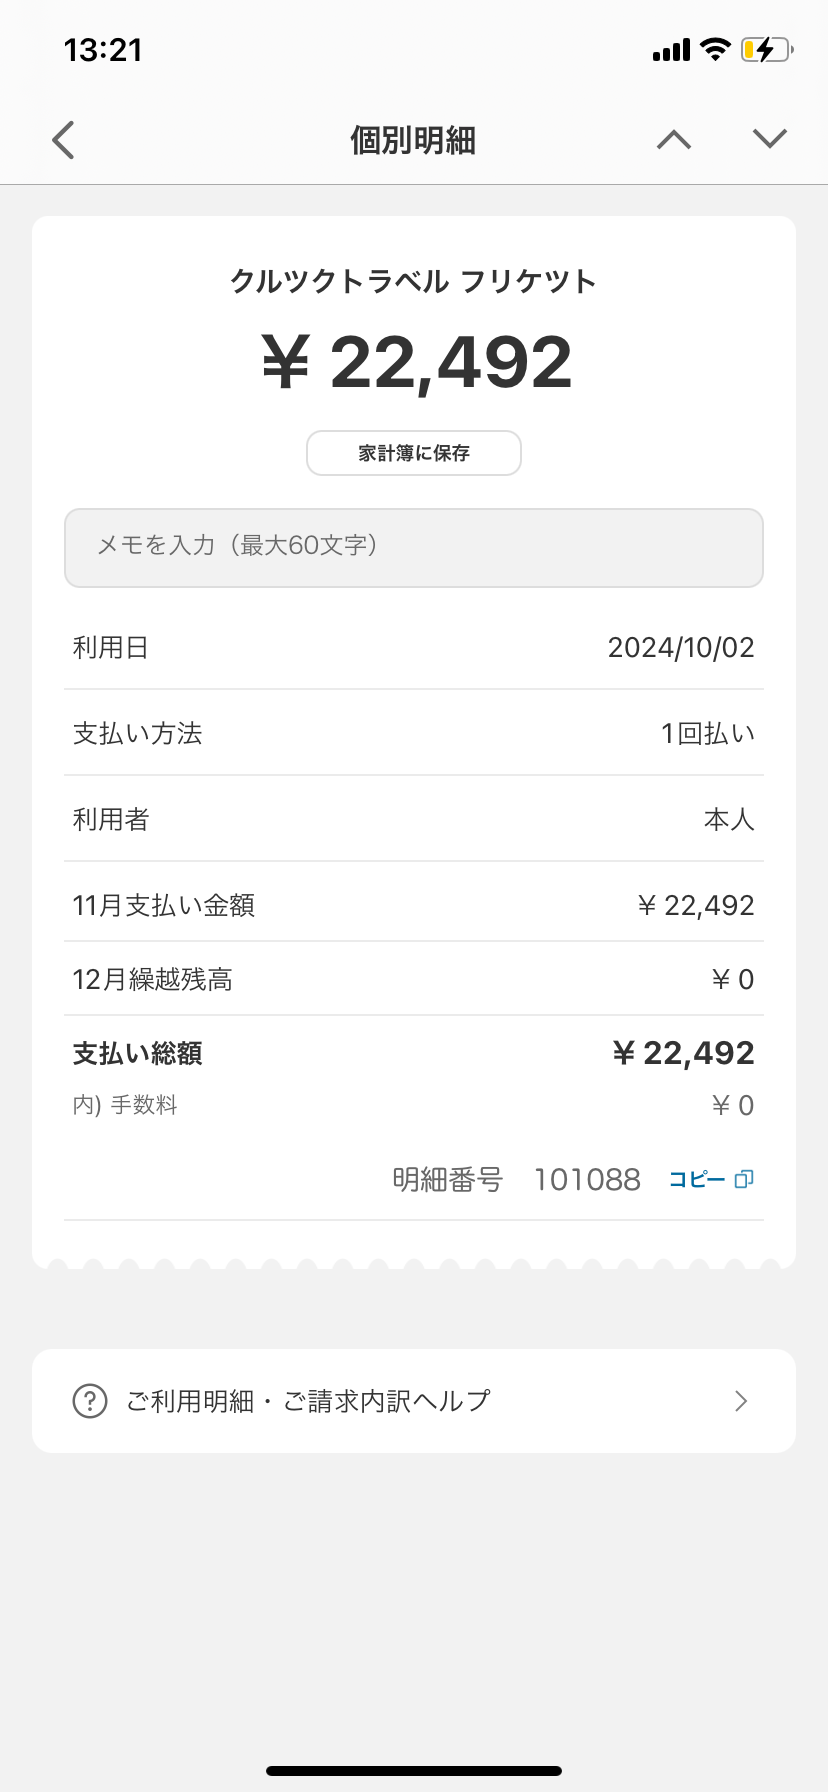 13:21
個別明細
クルツクトラベル フリケツト
￥22,492
家計簿に保存
メモを入力（最大60文字）
利用日 2024/10/02
支払い方法 1回払い
利用者 本人
11月支払い金額 ￥22,492
12月繰越残高 ￥0
支払い総額 ￥22,492
内) 手数料 ￥0
明細番号 101088 コピー
ご利用明細・ご請求内訳ヘルプ